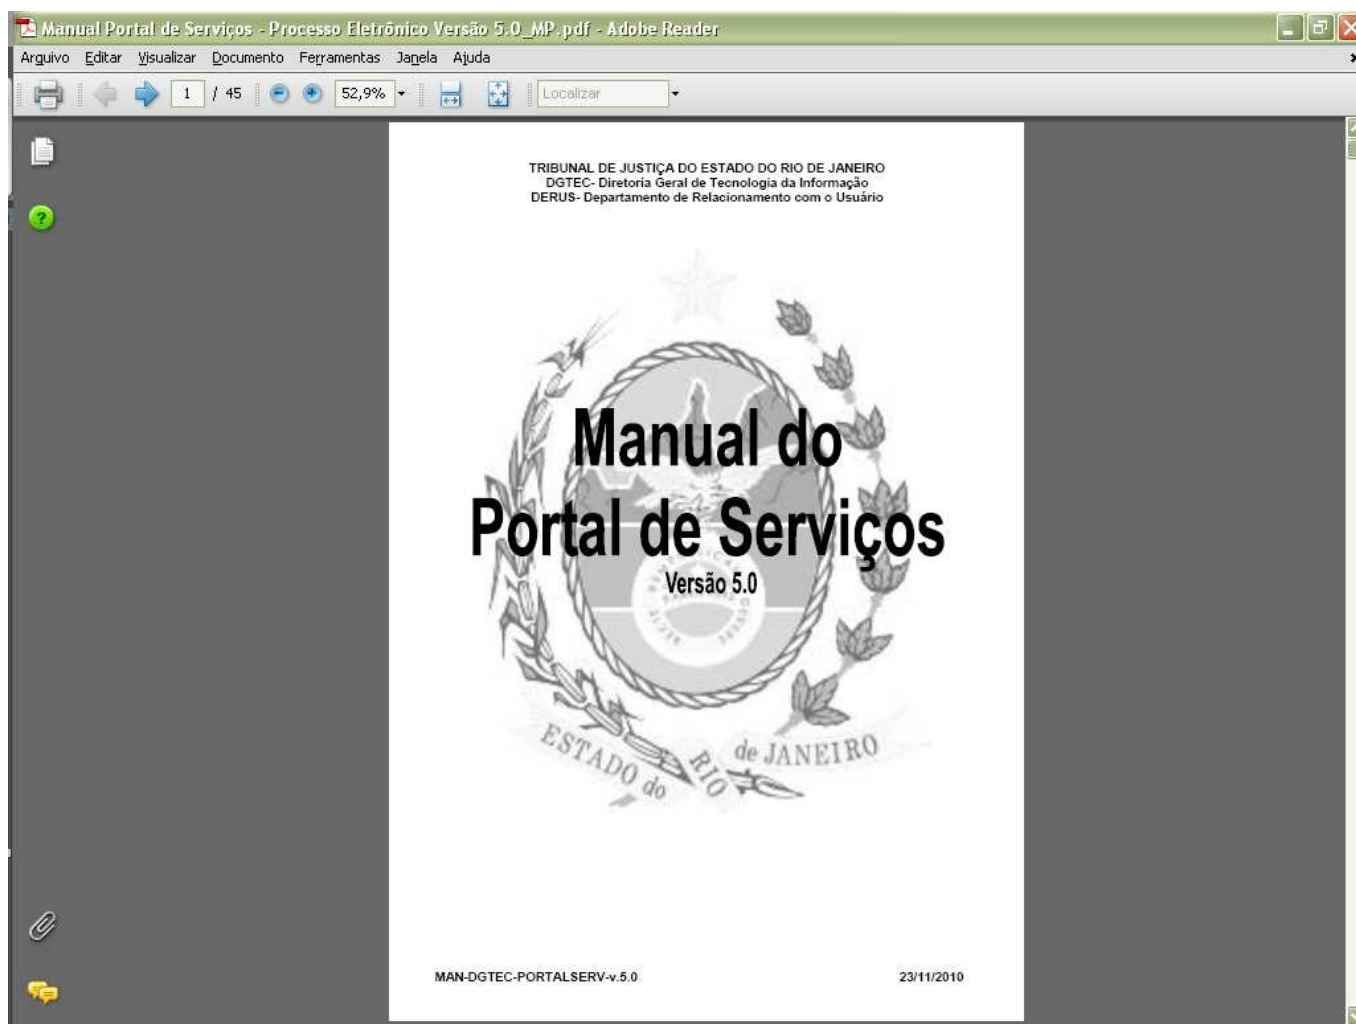 Manual Portal de Serviços - Processo Eletrônico Versão 5.0_MP.pdf - Adobe Reader
Arquivo Editar Visualizar Documento Ferramentas Janela Ajuda
1 / 45 52,9% Localizar
TRIBUNAL DE JUSTIÇA DO ESTADO DO RIO DE JANEIRO
DGTEC- Diretoria Geral de Tecnologia da Informação
DERUS- Departamento de Relacionamento com o Usuário
Manual do
Portal de Serviços
Versão 5.0
ESTADO do RIO de JANEIRO
MAN-DGTEC-PORTALSERV-v.5.0 23/11/2010